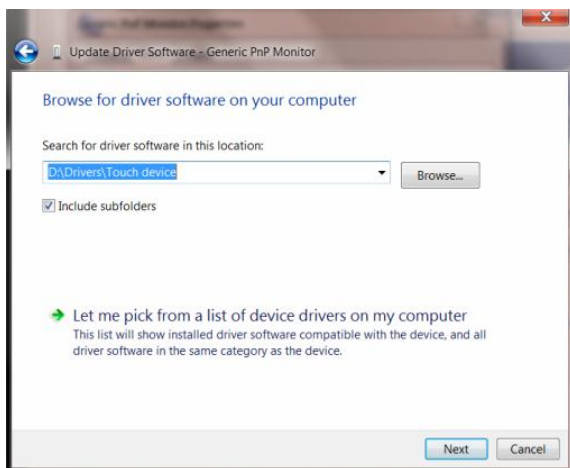 Update Driver Software - Generic PnP Monitor
Browse for driver software on your computer
Search for driver software in this location:
D:\Drivers\Touch device
Browse...
Include subfolders
Let me pick from a list of device drivers on my computer
This list will show installed driver software compatible with the device, and all
driver software in the same category as the device.
Next
Cancel